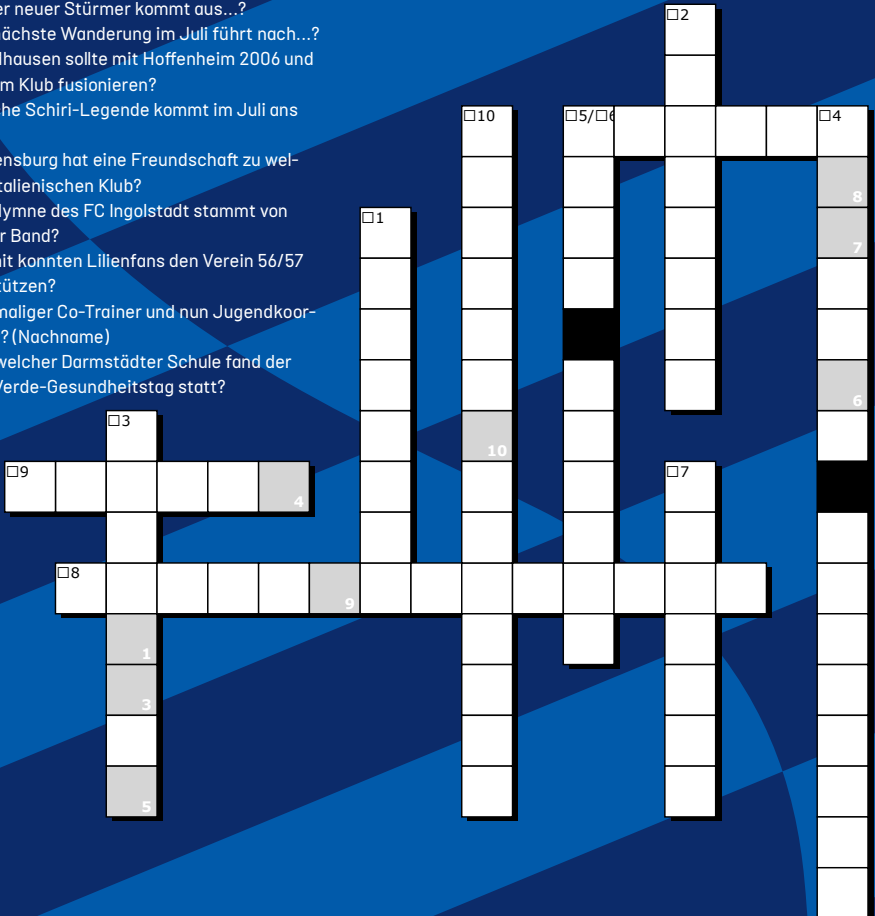 er neuer Stürmer kommt aus...?
nächste Wanderung im Juli führt nach...?
lhausen sollte mit Hoffenheim 2006 und
m Klub fusionieren?
he Schiri-Legende kommt im Juli ans
ensburg hat eine Freundschaft zu wel-
talienischen Klub?
lymne des FC Ingolstadt stammt von
r Band?
it konnten Lilienfans den Verein 56/57
tützen?
maliger Co-Trainer und nun Jugendkoor-
? (Nachname)
welcher Darmstädter Schule fand der
Verde-Gesundheitstag statt?
□2
□10 □5/□6 □4
8
□1 7
6
□3 10
□9 4 □7
□8 9
1
3
5